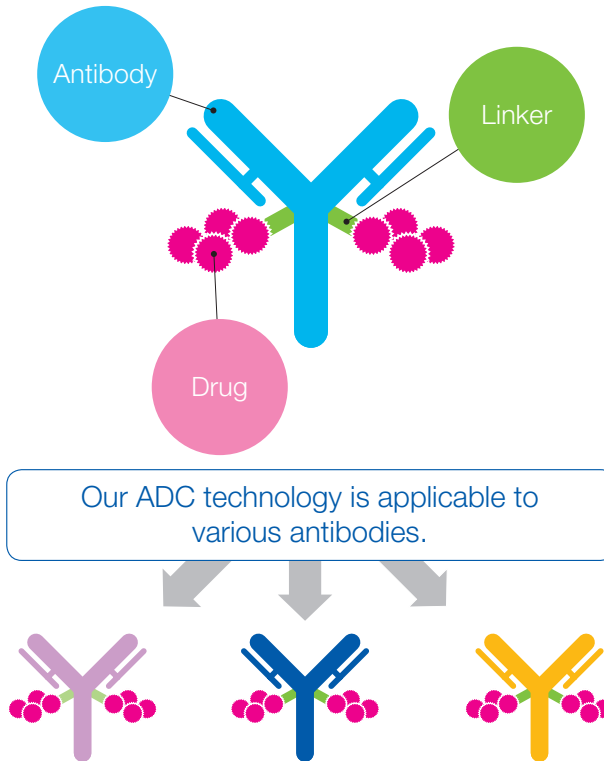 Antibody
Linker
Drug
Our ADC technology is applicable to
various antibodies.